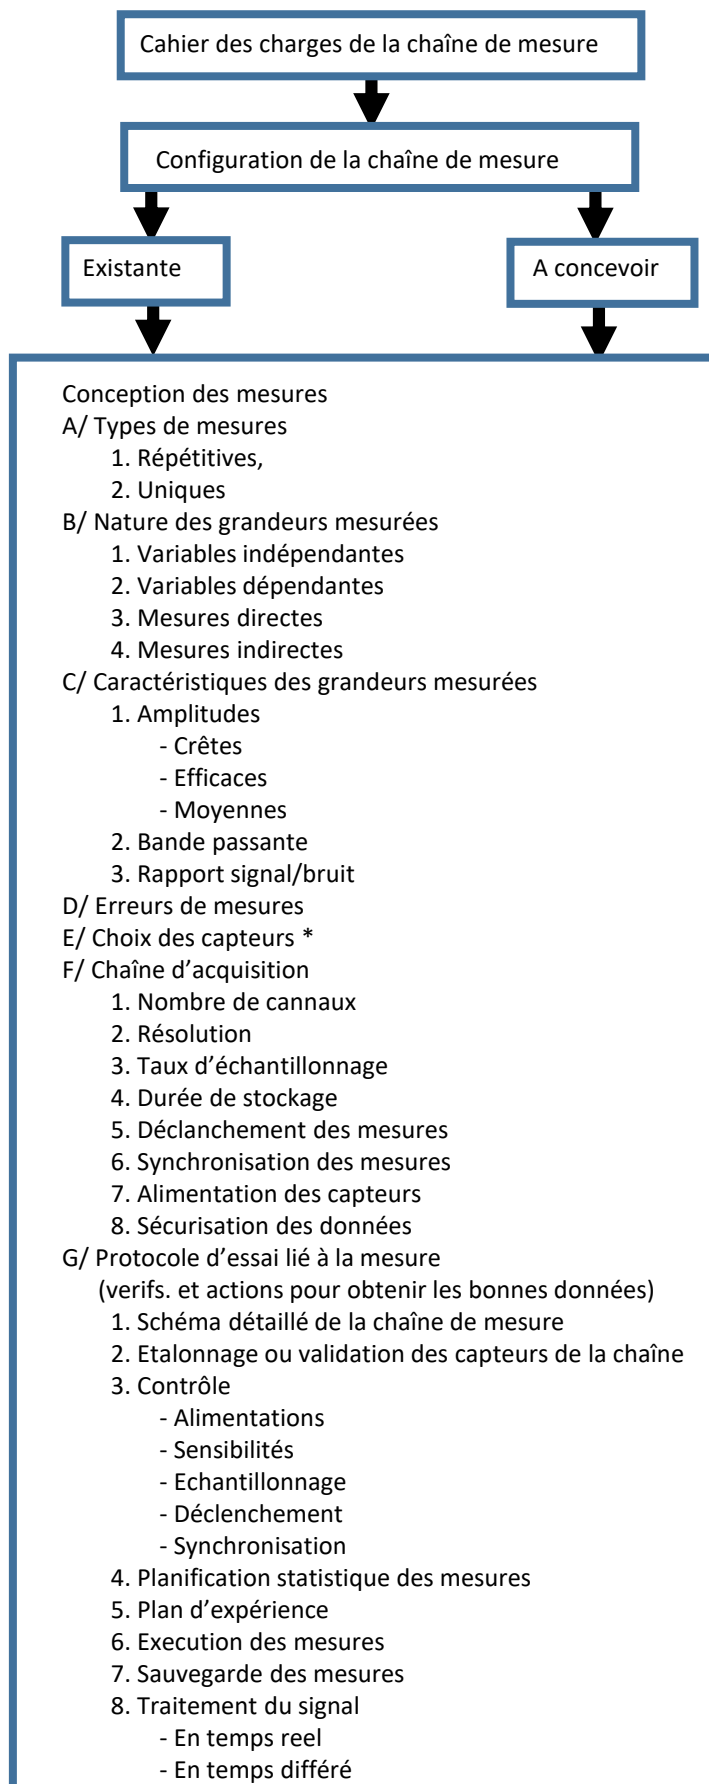 Cahier des charges de la chaîne de mesure
Configuration de la chaîne de mesure
Existante
A concevoir
Conception des mesures
A/ Types de mesures
1. Répétitives,
2. Uniques
B/ Nature des grandeurs mesurées
1. Variables indépendantes
2. Variables dépendantes
3. Mesures directes
4. Mesures indirectes
C/ Caractéristiques des grandeurs mesurées
1. Amplitudes
- Crêtes
- Efficaces
- Moyennes
2. Bande passante
3. Rapport signal/bruit
D/ Erreurs de mesures
E/ Choix des capteurs *
F/ Chaîne d’acquisition
1. Nombre de cannaux
2. Résolution
3. Taux d’échantillonnage
4. Durée de stockage
5. Déclanchement des mesures
6. Synchronisation des mesures
7. Alimentation des capteurs
8. Sécurisation des données
G/ Protocole d’essai lié à la mesure
(verifs. et actions pour obtenir les bonnes données)
1. Schéma détaillé de la chaîne de mesure
2. Etalonnage ou validation des capteurs de la chaîne
3. Contrôle
- Alimentations
- Sensibilités
- Echantillonnage
- Déclenchement
- Synchronisation
4. Planification statistique des mesures
5. Plan d’expérience
6. Execution des mesures
7. Sauvegarde des mesures
8. Traitement du signal
- En temps reel
- En temps différé